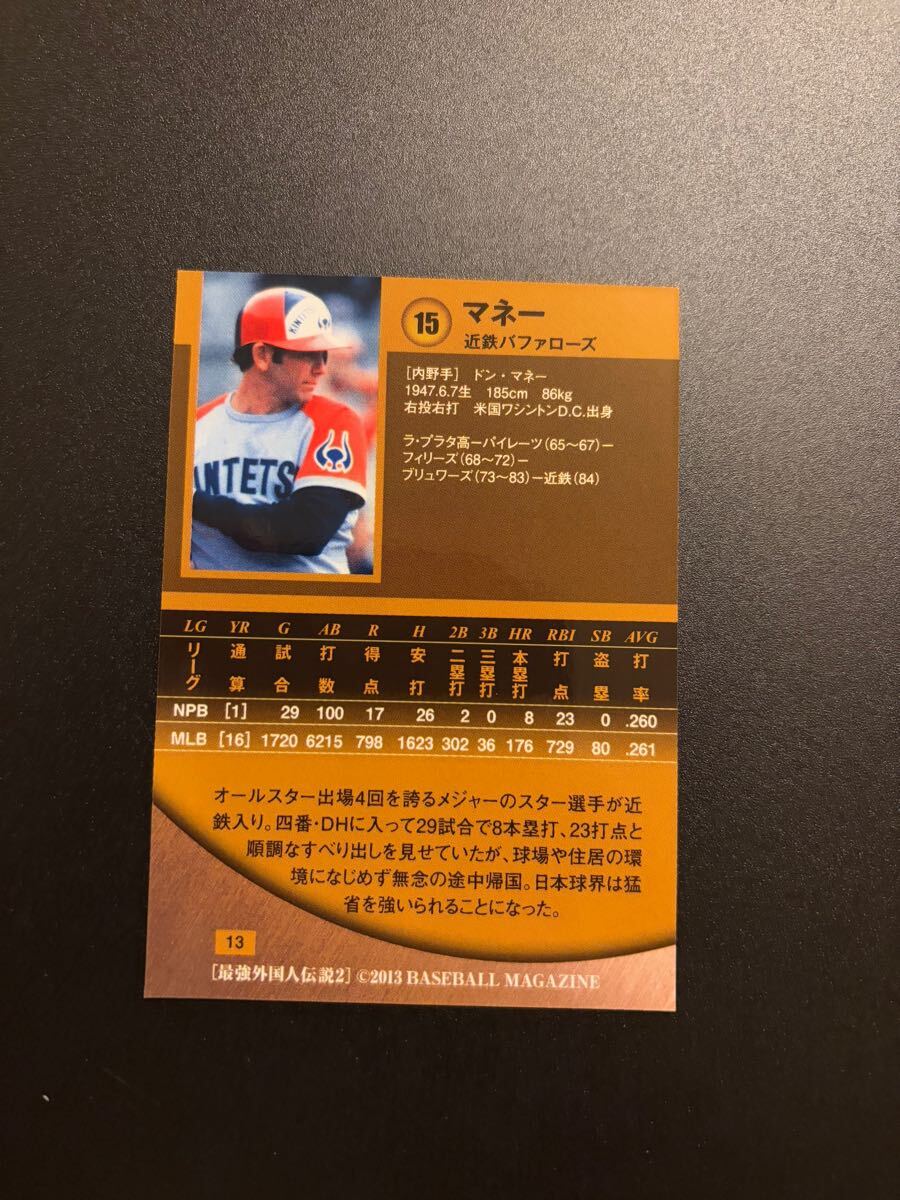 KINTETS
KINTETS
15
マネー
近鉄バファローズ
[内野手] ドン・マネー
1947.6.7生 185cm 86kg
右投右打 米国ワシントンD.C.出身
ラ・プラタ高ーパイレーツ(65〜67)ー
フィリーズ(68〜72)ー
ブリュワーズ(73〜83)ー近鉄(84)
LG YR G AB R H 2B 3B HR RBI SB AVG
リーグ 通算 試合 打数 得点 安打 二塁打 三塁打 本塁打 打点 盗塁 打率
NPB [1] 29 100 17 26 2 0 8 23 0 .260
MLB [16] 1720 6215 798 1623 302 36 176 729 80 .261
オールスター出場4回を誇るメジャーのスター選手が近
鉄入り。四番・DHに入って29試合で8本塁打、23打点と
順調なすべり出しを見せていたが、球場や住居の環
境になじめず無念の途中帰国。日本球界は猛
省を強いられることになった。
13
[最強外国人伝説2] ©2013 BASEBALL MAGAZINE